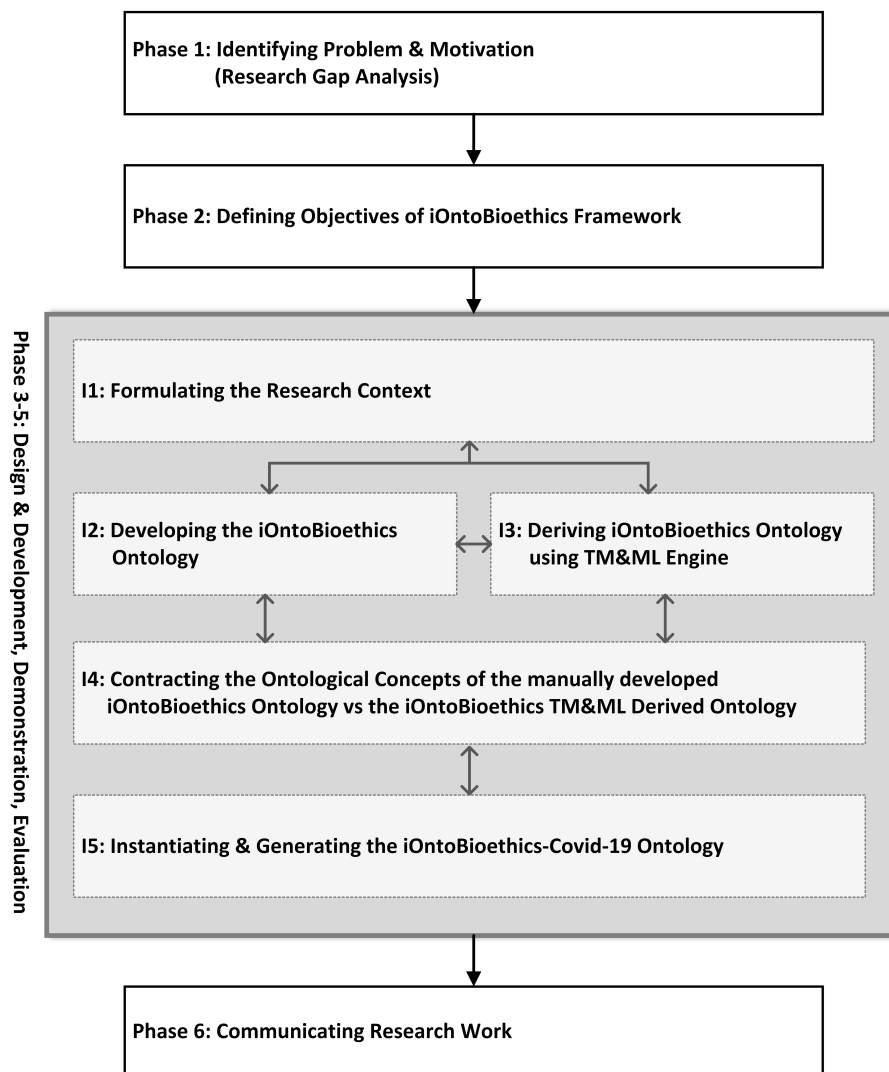 Phase 1: Identifying Problem & Motivation
(Research Gap Analysis)
Phase 2: Defining Objectives of iOntoBioethics Framework
Phase 3-5: Design & Development, Demonstration, Evaluation
I1: Formulating the Research Context
I2: Developing the iOntoBioethics
Ontology
I3: Deriving iOntoBioethics Ontology
using TM&ML Engine
I4: Contracting the Ontological Concepts of the manually developed
iOntoBioethics Ontology vs the iOntoBioethics TM&ML Derived Ontology
I5: Instantiating & Generating the iOntoBioethics-Covid-19 Ontology
Phase 6: Communicating Research Work